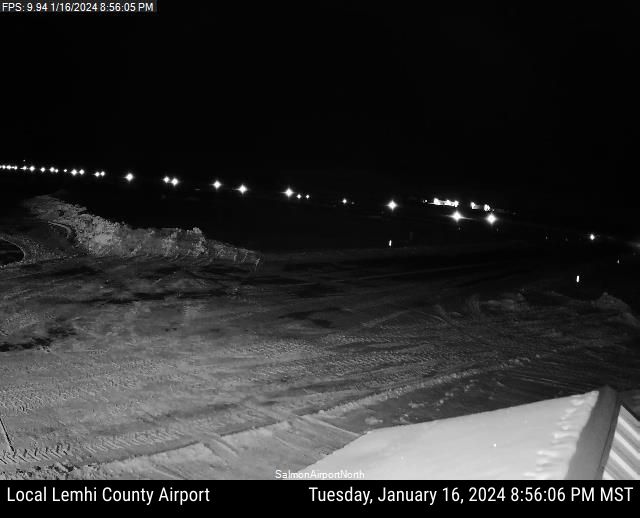 FPS: 9.94 1/16/2024 8:56:05 PM
SalmonAirportNorth
Local Lemhi County Airport Tuesday, January 16, 2024 8:56:06 PM MST